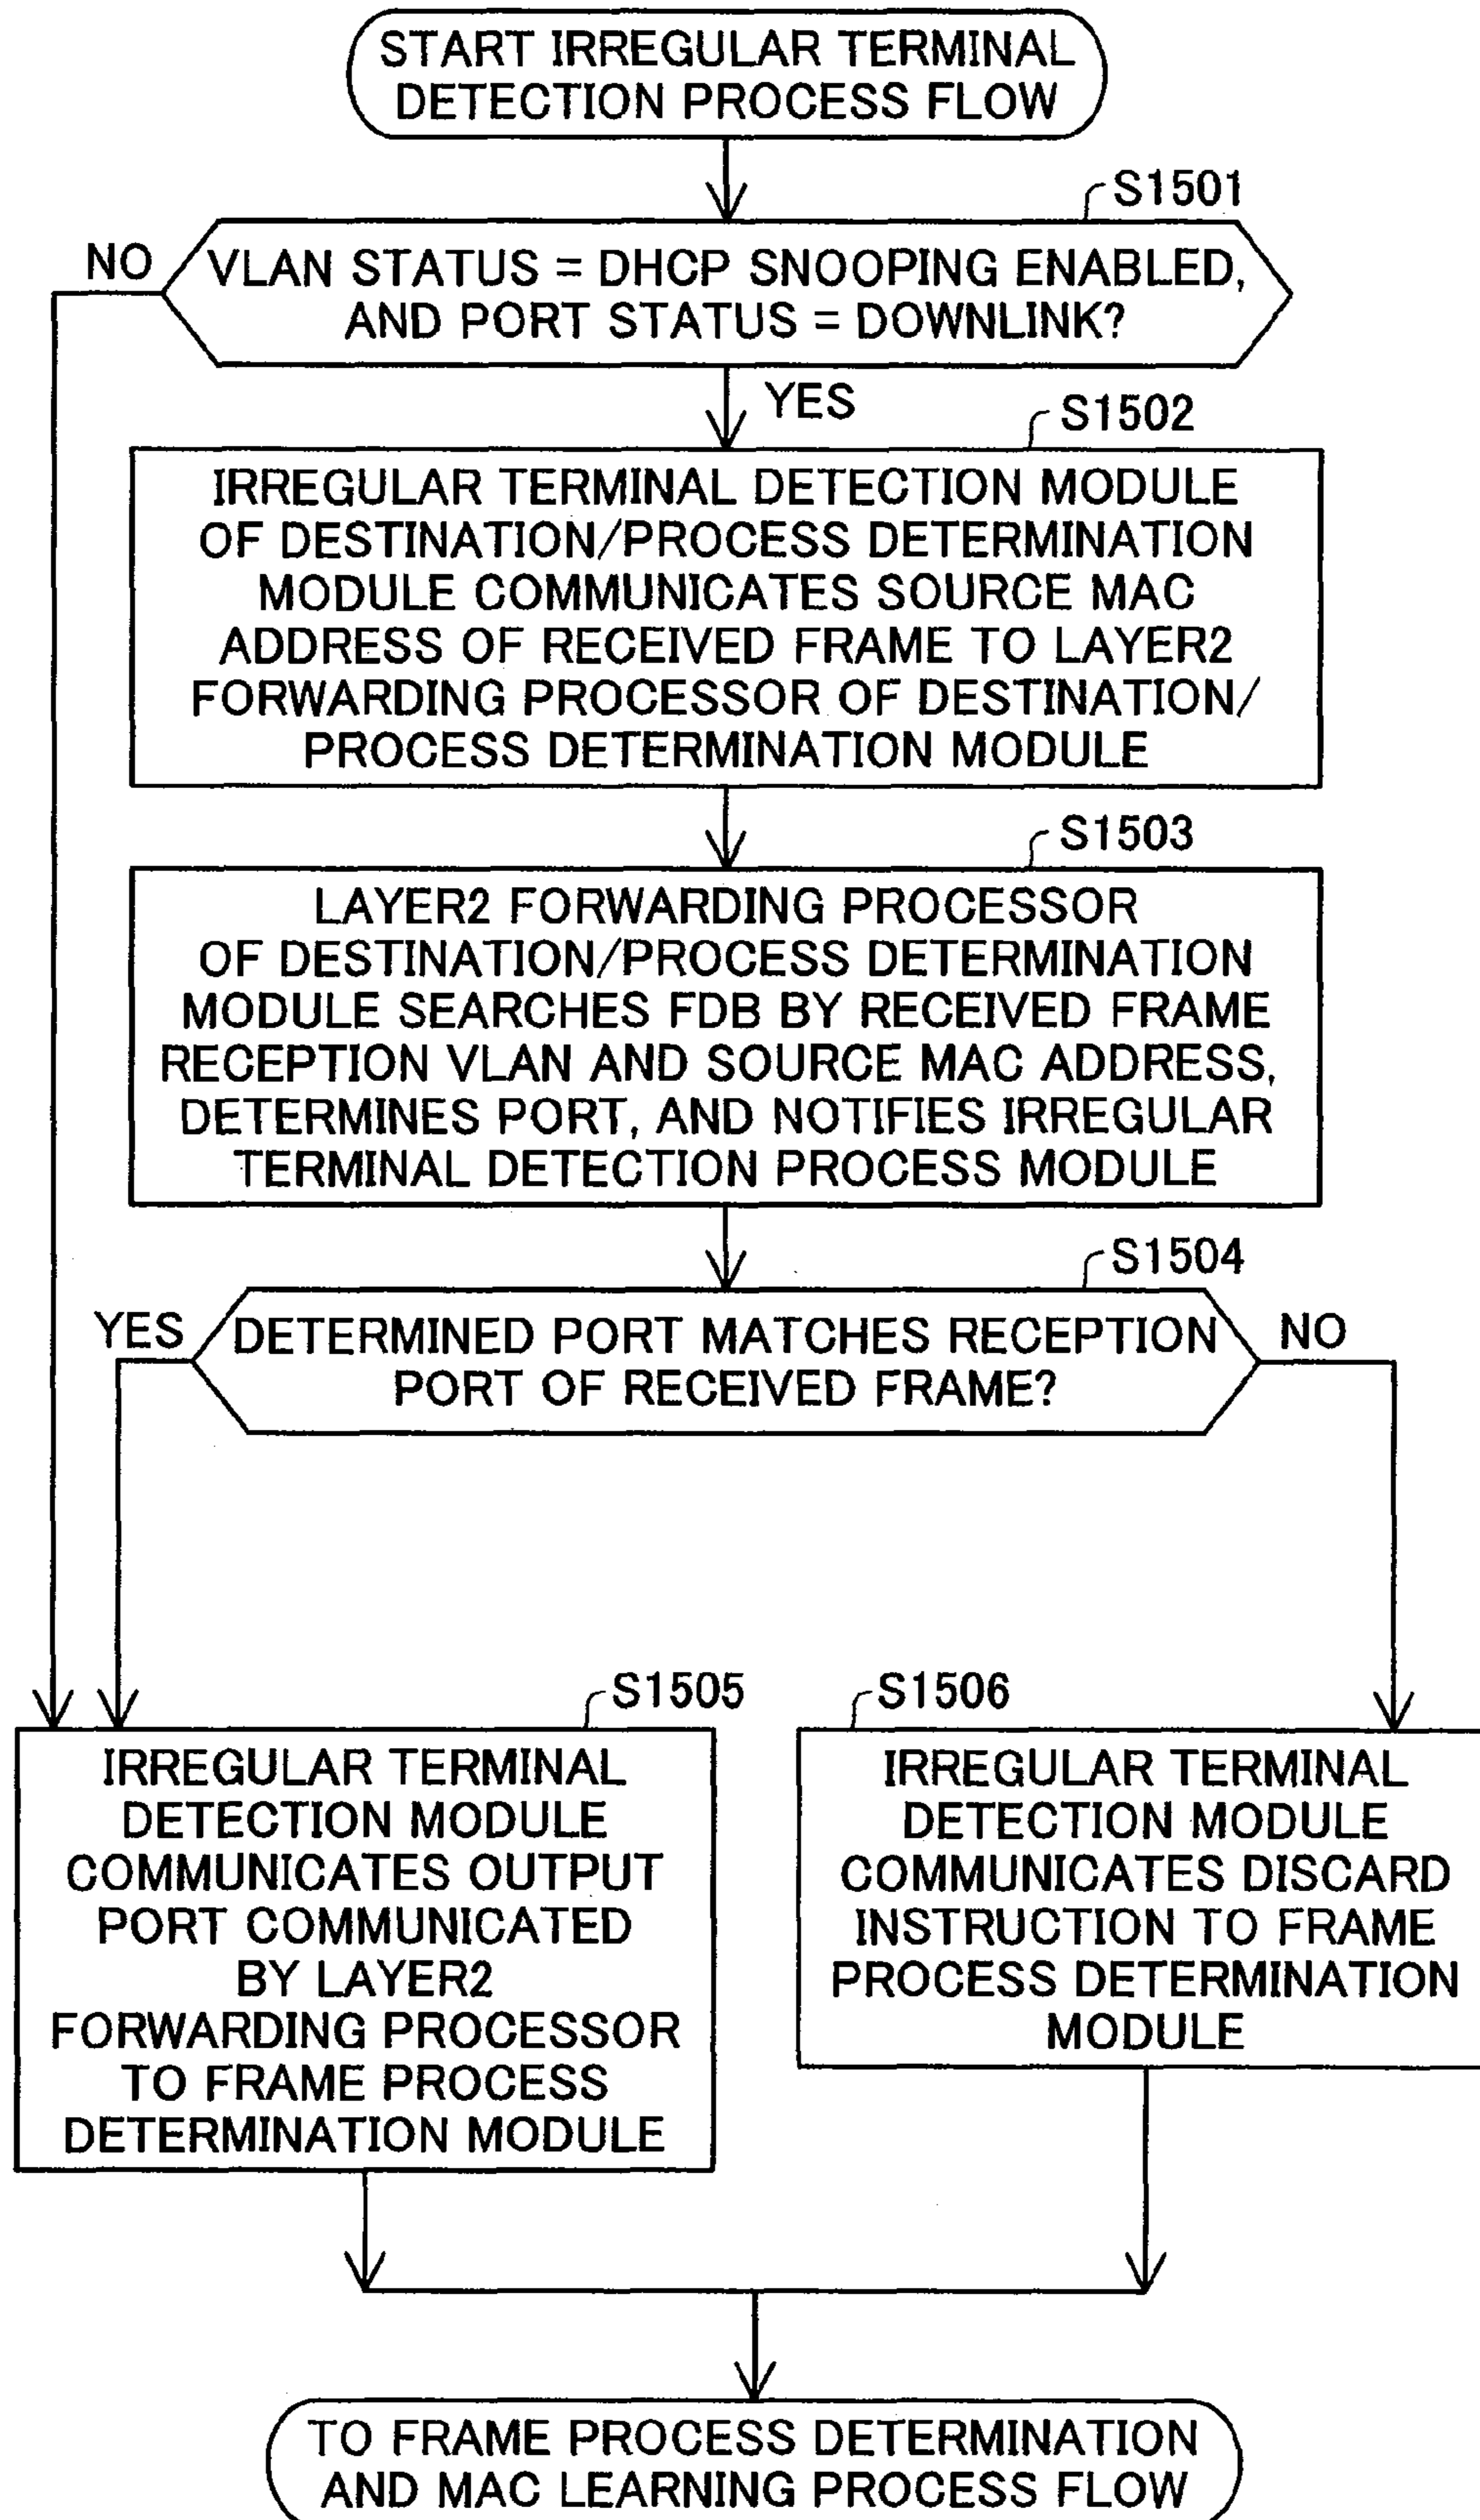 START IRREGULAR TERMINAL
DETECTION PROCESS FLOW
S1501
NO
VLAN STATUS = DHCP SNOOPING ENABLED,
AND PORT STATUS = DOWNLINK?
YES
S1502
IRREGULAR TERMINAL DETECTION MODULE
OF DESTINATION/PROCESS DETERMINATION
MODULE COMMUNICATES SOURCE MAC
ADDRESS OF RECEIVED FRAME TO LAYER2
FORWARDING PROCESSOR OF DESTINATION/
PROCESS DETERMINATION MODULE
S1503
LAYER2 FORWARDING PROCESSOR
OF DESTINATION/PROCESS DETERMINATION
MODULE SEARCHES FDB BY RECEIVED FRAME
RECEPTION VLAN AND SOURCE MAC ADDRESS,
DETERMINES PORT, AND NOTIFIES IRREGULAR
TERMINAL DETECTION PROCESS MODULE
S1504
YES
DETERMINED PORT MATCHES RECEPTION
PORT OF RECEIVED FRAME?
NO
S1505
IRREGULAR TERMINAL
DETECTION MODULE
COMMUNICATES OUTPUT
PORT COMMUNICATED
BY LAYER2
FORWARDING PROCESSOR
TO FRAME PROCESS
DETERMINATION MODULE
S1506
IRREGULAR TERMINAL
DETECTION MODULE
COMMUNICATES DISCARD
INSTRUCTION TO FRAME
PROCESS DETERMINATION
MODULE
TO FRAME PROCESS DETERMINATION
AND MAC LEARNING PROCESS FLOW